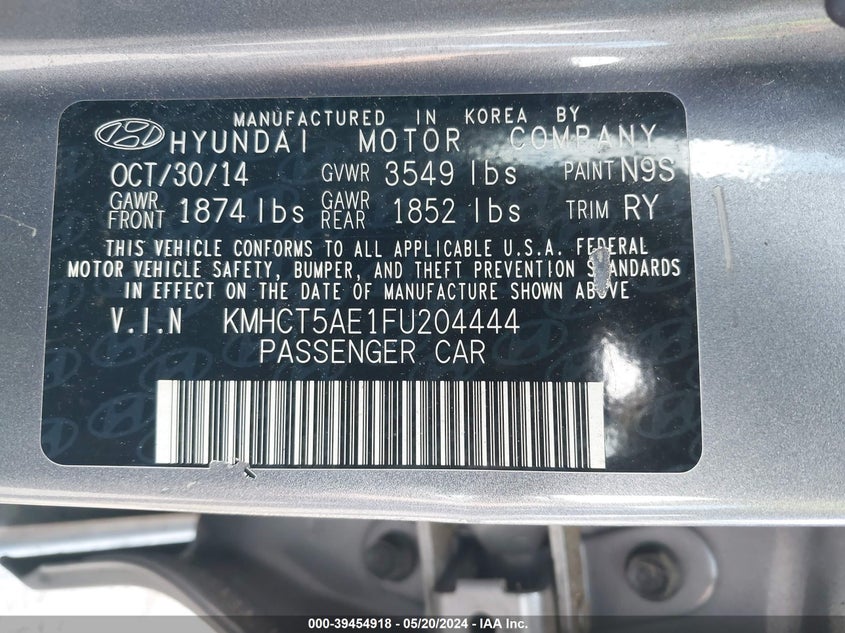 MANUFACTURED IN KOREA BY
HYUNDAI MOTOR COMPANY
OCT/30/14 GVWR 3549 lbs PAINT N9S
GAWR FRONT 1874 lbs GAWR REAR 1852 lbs TRIM RY
THIS VEHICLE CONFORMS TO ALL APPLICABLE U.S.A. FEDERAL
MOTOR VEHICLE SAFETY, BUMPER, AND THEFT PREVENTION STANDARDS
IN EFFECT ON THE DATE OF MANUFACTURE SHOWN ABOVE
V.I.N KMHCT5AE1FU204444
PASSENGER CAR
000-39454918 - 05/20/2024 - IAA Inc.